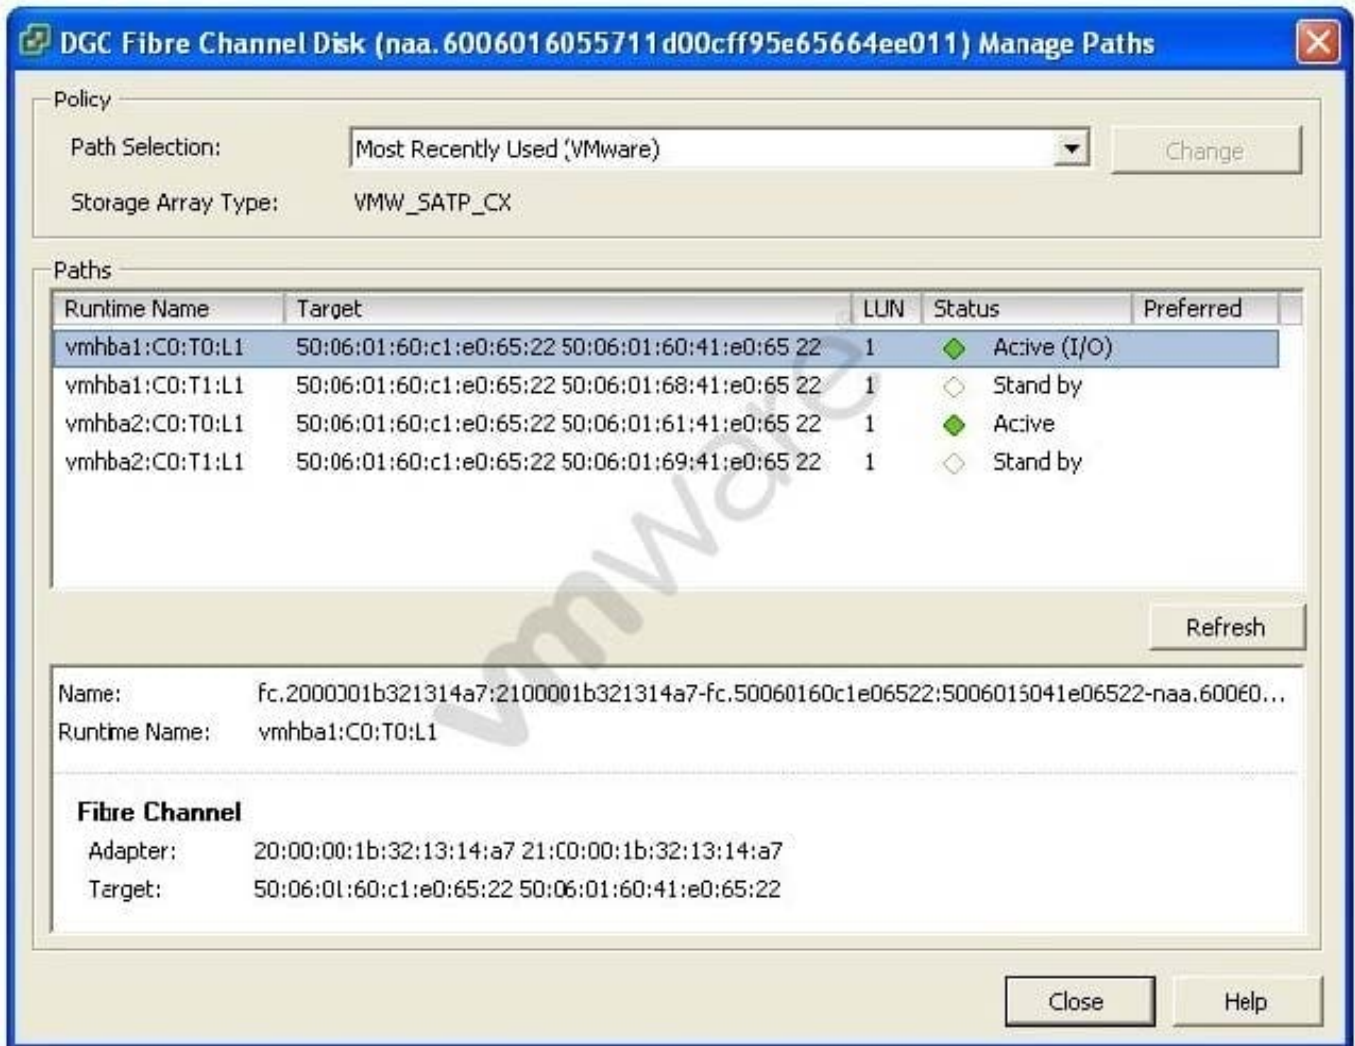 DGC Fibre Channel Disk (naa.6006016055711d00cff95e65664ee011) Manage Paths
Policy
Path Selection: Most Recently Used (VMware) Change
Storage Array Type: VMW_SATP_CX
Paths
Runtime Name Target LUN Status Preferred
vmhba1:C0:T0:L1 50:06:01:60:c1:e0:65:22 50:06:01:60:41:e0:65 22 1 Active (I/O)
vmhba1:C0:T1:L1 50:06:01:60:c1:e0:65:22 50:06:01:68:41:e0:65 22 1 Stand by
vmhba2:C0:T0:L1 50:06:01:60:c1:e0:65:22 50:06:01:61:41:e0:65 22 1 Active
vmhba2:C0:T1:L1 50:06:01:60:c1:e0:65:22 50:06:01:69:41:e0:65 22 1 Stand by
vmware®
Refresh
Name: fc.2000001b321314a7:2100001b321314a7-fc.50060160c1e06522:5006016041e06522-naa.60060...
Runtime Name: vmhba1:C0:T0:L1
Fibre Channel
Adapter: 20:00:00:1b:32:13:14:a7 21:00:00:1b:32:13:14:a7
Target: 50:06:01:60:c1:e0:65:22 50:06:01:60:41:e0:65:22
Close Help